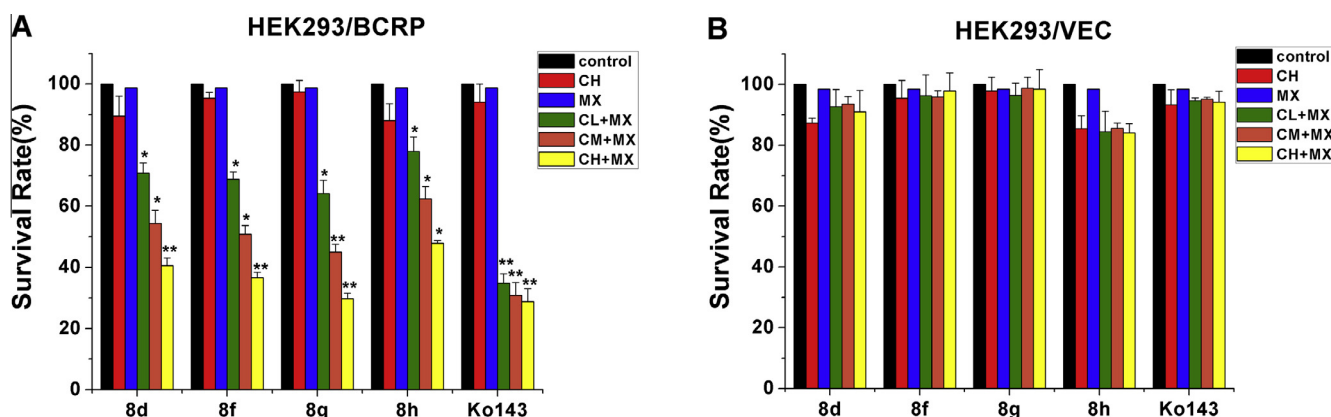 A
HEK293/BCRP
Survival Rate(%)
100
80
60
40
20
0
control
CH
MX
CL+MX
CM+MX
CH+MX
*
*
**
*
*
**
*
**
**
*
*
*
**
**
**
8d
8f
8g
8h
Ko143
B
HEK293/VEC
Survival Rate(%)
100
80
60
40
20
0
control
CH
MX
CL+MX
CM+MX
CH+MX
8d
8f
8g
8h
Ko143